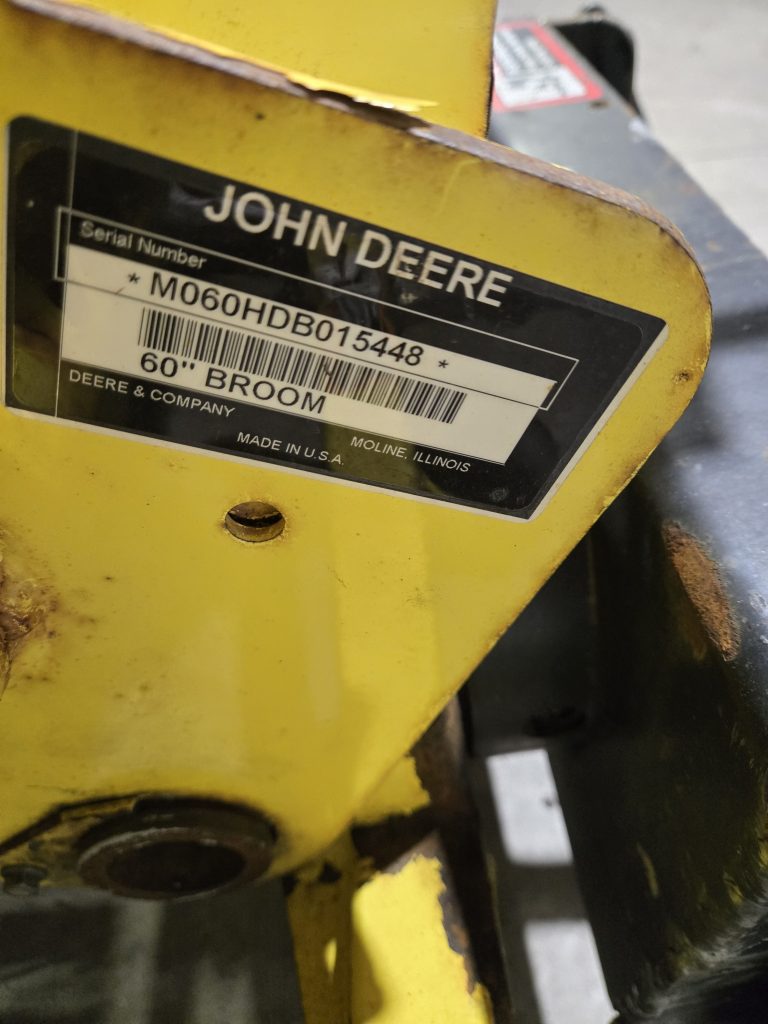 JOHN DEERE
Serial Number
* M060HDB015448 *
60" BROOM
DEERE & COMPANY
MADE IN U.S.A.
MOLINE, ILLINOIS